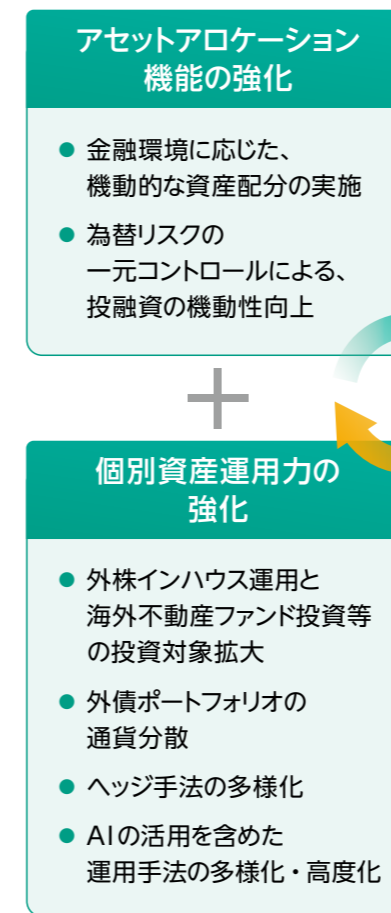 アセットアロケーション
機能の強化
● 金融環境に応じた、
機動的な資産配分の実施
● 為替リスクの
一元コントロールによる、
投融資の機動性向上
+
個別資産運用力の
強化
● 外株インハウス運用と
海外不動産ファンド投資等
の投資対象拡大
● 外債ポートフォリオの
通貨分散
● ヘッジ手法の多様化
● AIの活用を含めた
運用手法の多様化・高度化